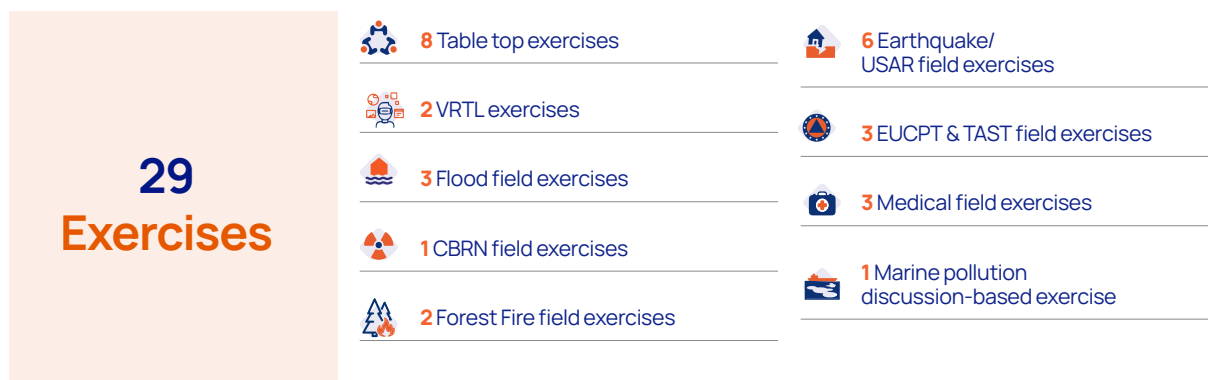 29
Exercises
8 Table top exercises
2 VRTL exercises
3 Flood field exercises
1 CBRN field exercises
2 Forest Fire field exercises
6 Earthquake/
USAR field exercises
3 EUCPT & TAST field exercises
3 Medical field exercises
1 Marine pollution
discussion-based exercise